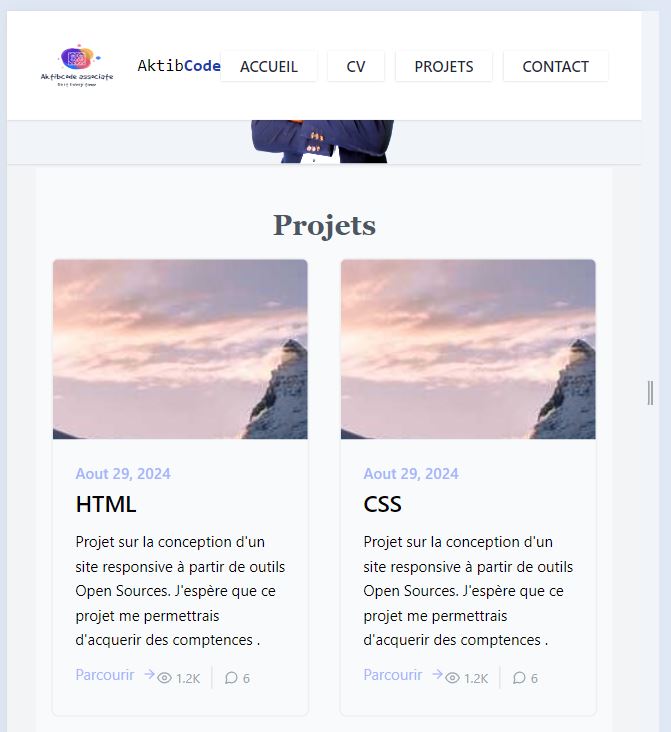 Aktibcode associate
AktibCode
ACCUEIL
CV
PROJETS
CONTACT
Projets
Aout 29, 2024
HTML
Projet sur la conception d'un
site responsive à partir de outils
Open Sources. J'espère que ce
projet me permettrais
d'acquerir des comptences .
Parcourir
1.2K
6
Aout 29, 2024
CSS
Projet sur la conception d'un
site responsive à partir de outils
Open Sources. J'espère que ce
projet me permettrais
d'acquerir des comptences .
Parcourir
1.2K
6